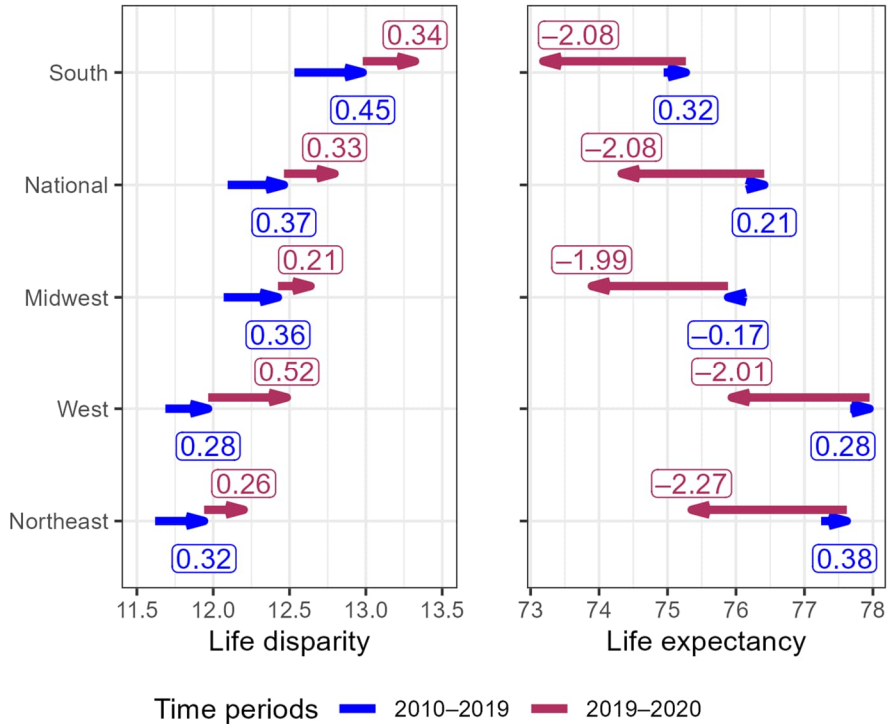 0.34
–2.08
South
0.45
0.32
0.33
–2.08
National
0.37
0.21
0.21
–1.99
Midwest
0.36
–0.17
0.52
–2.01
West
0.28
0.28
0.26
–2.27
Northeast
0.32
0.38
11.5 12.0 12.5 13.0 13.5 73 74 75 76 77 78
Life disparity Life expectancy
Time periods 2010–2019 2019–2020